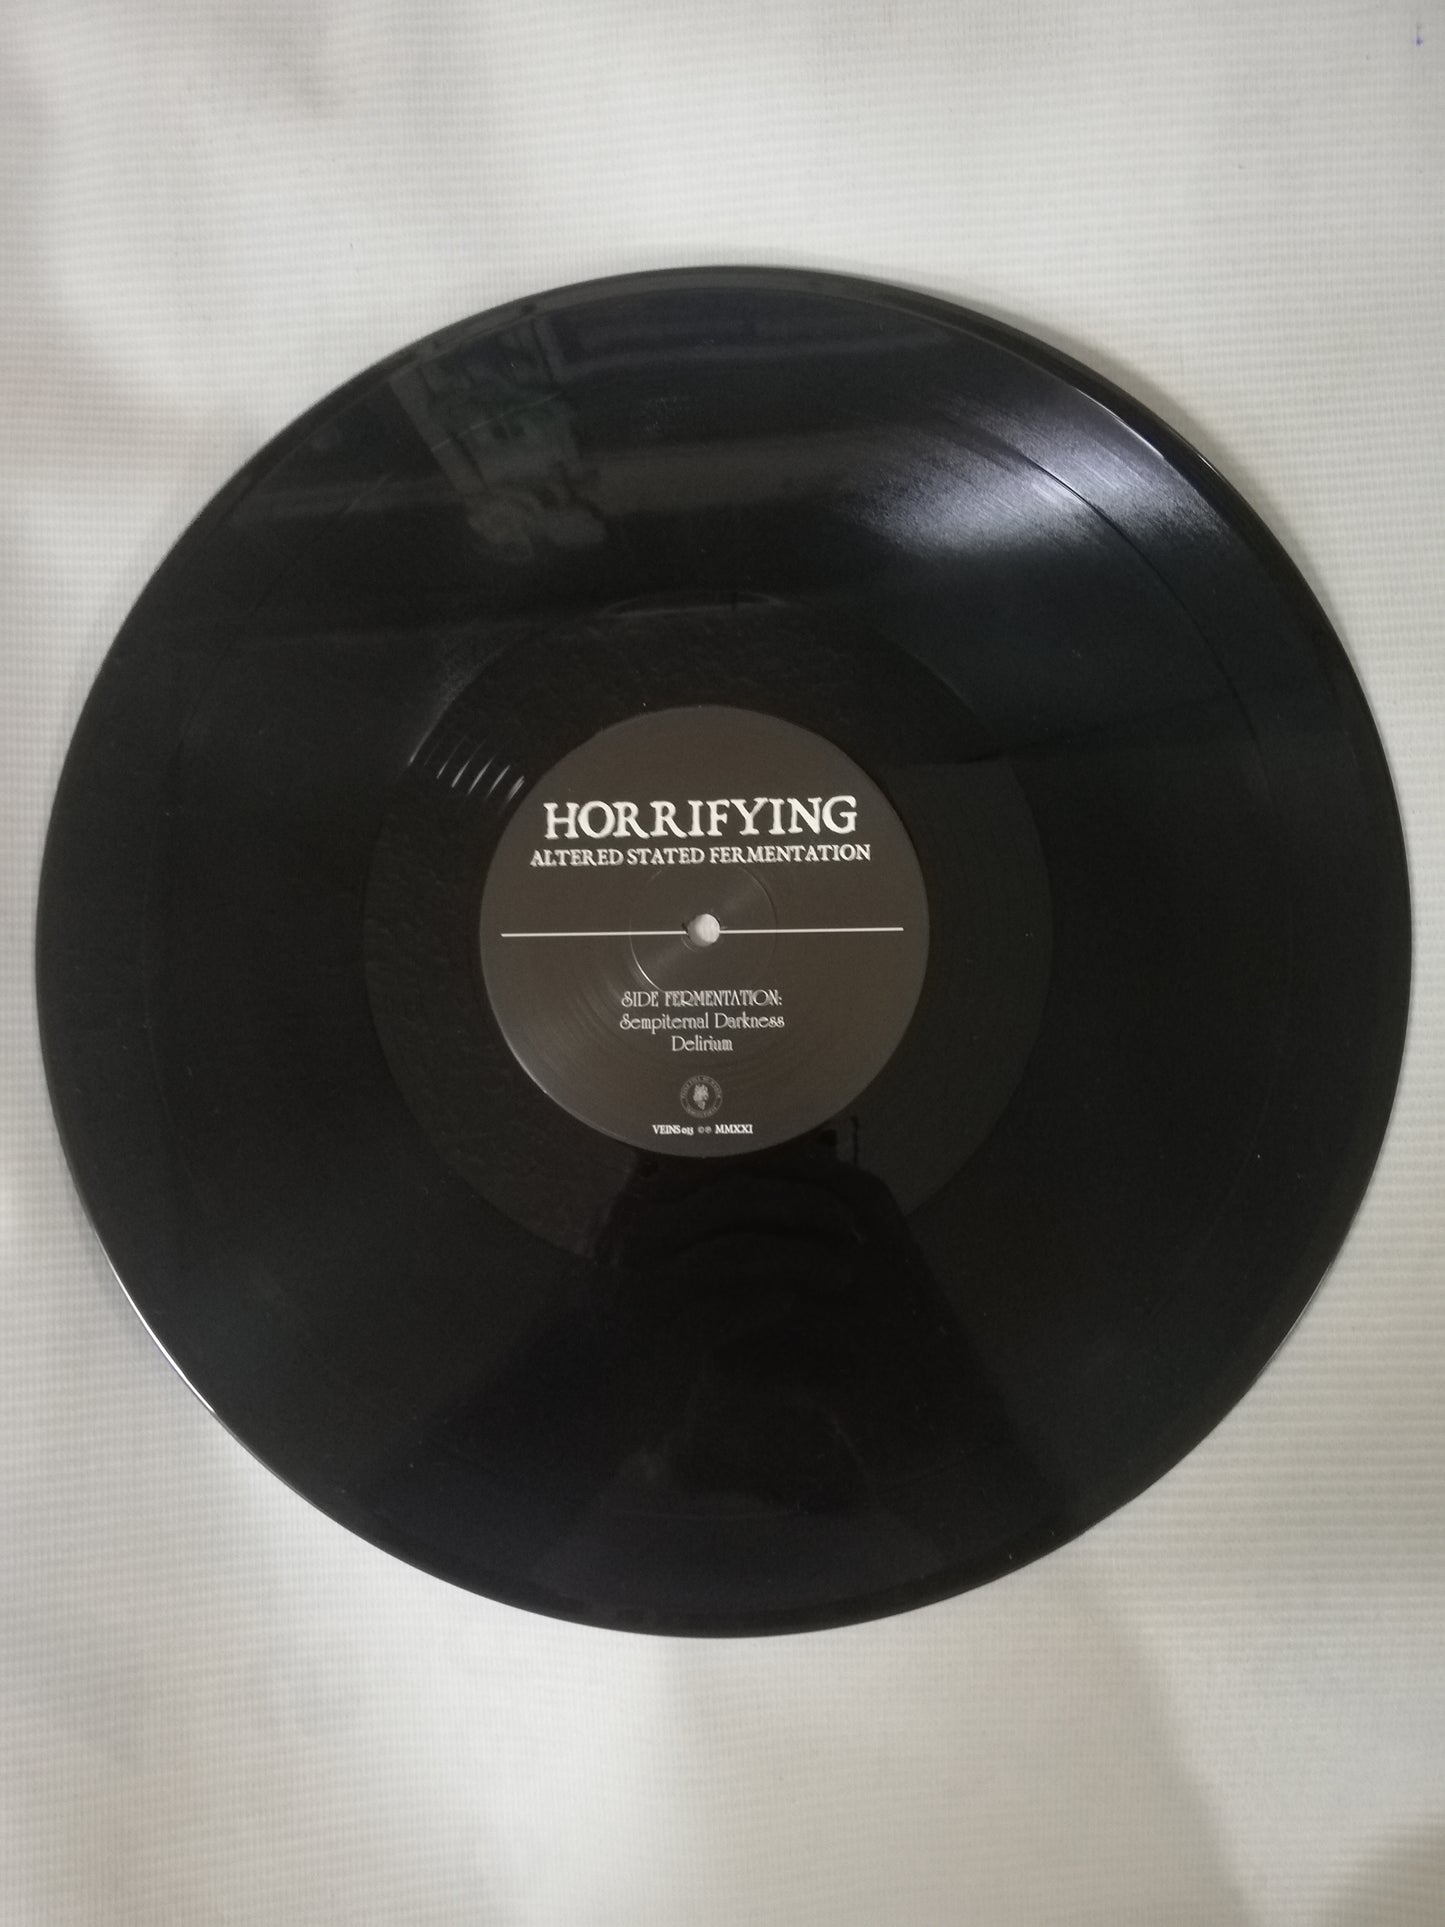 HORRIFYING
ALTERED STATED FERMENTATION
SIDE FERMENTATION:
Sempiternal Darkness
Delirium
©℗ MMXXI